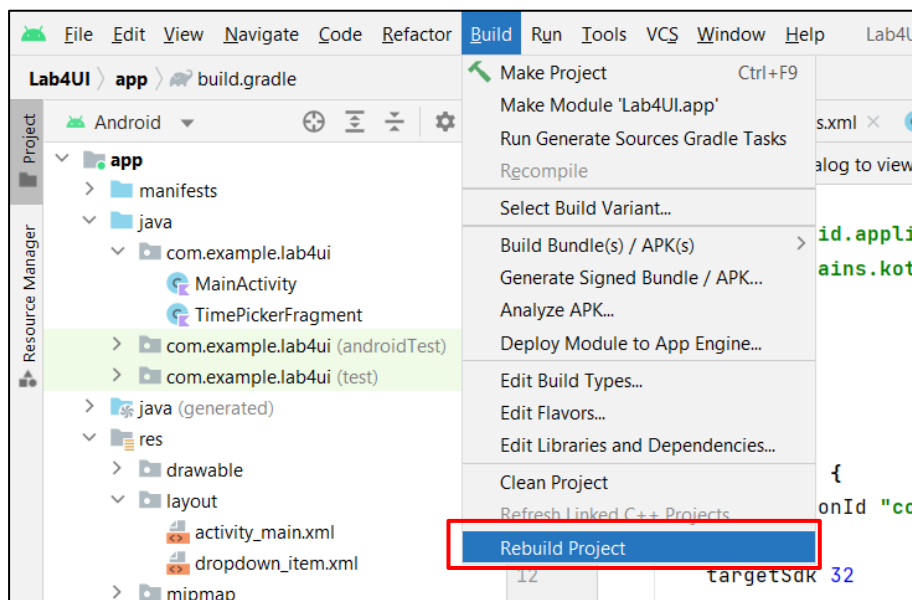 File Edit View Navigate Code Refactor Build Run Tools VCS Window Help Lab4U
Lab4UI app build.gradle
Project
Resource Manager
Android
app
manifests
java
com.example.lab4ui
MainActivity
TimePickerFragment
com.example.lab4ui (androidTest)
com.example.lab4ui (test)
java (generated)
res
drawable
layout
activity_main.xml
dropdown_item.xml
mipmap
Make Project Ctrl+F9
Make Module 'Lab4UI.app'
Run Generate Sources Gradle Tasks
Recompile
Select Build Variant...
Build Bundle(s) / APK(s)
Generate Signed Bundle / APK...
Analyze APK...
Deploy Module to App Engine...
Edit Build Types...
Edit Flavors...
Edit Libraries and Dependencies...
Clean Project
Refresh Linked C++ Projects
Rebuild Project
s.xml
alog to view
id.appli
ains.kot
{
onId "co
12 targetSdk 32